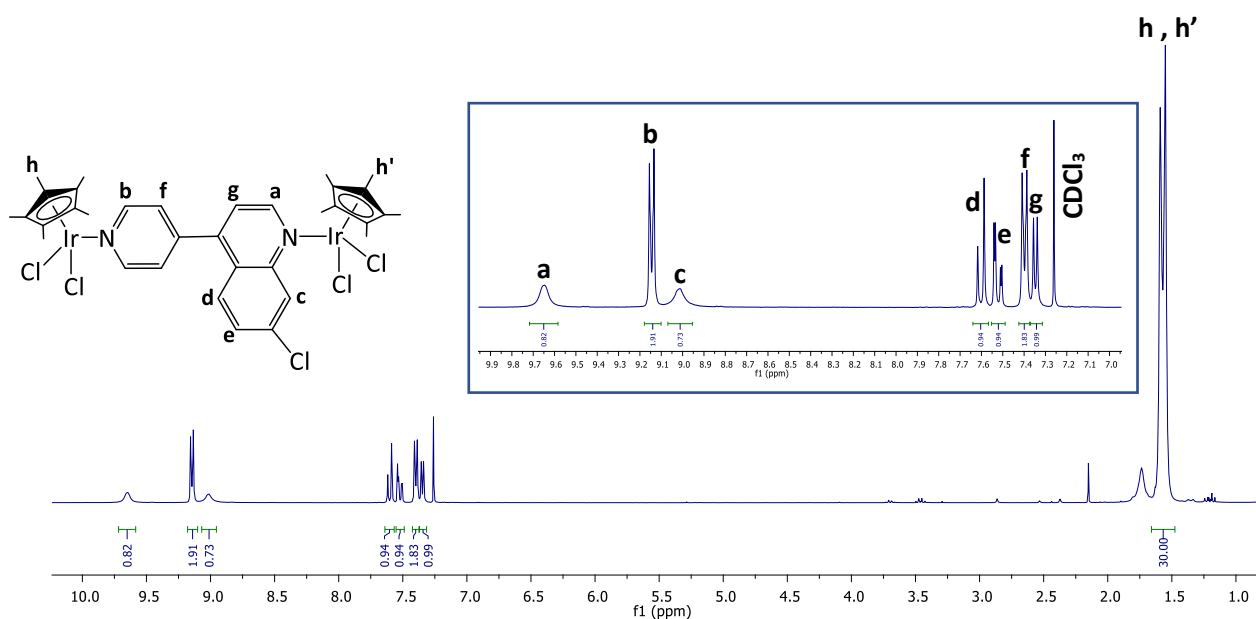 h , h’
h
h'
b
f
g
a
Ir
N
N
Ir
Cl
Cl
Cl
Cl
d
c
e
Cl
a
b
c
d
e
f
g
CDCl3
0.82
1.91
0.73
0.94
0.94
1.83
0.99
9.9 9.8 9.7 9.6 9.5 9.4 9.3 9.2 9.1 9.0 8.9 8.8 8.7 8.6 8.5 8.4 8.3 8.2 8.1 8.0 7.9 7.8 7.7 7.6 7.5 7.4 7.3 7.2 7.1 7.0
f1 (ppm)
0.82
1.91
0.73
0.94
0.94
1.83
0.99
30.00
10.0 9.5 9.0 8.5 8.0 7.5 7.0 6.5 6.0 5.5 5.0 4.5 4.0 3.5 3.0 2.5 2.0 1.5 1.0
f1 (ppm)